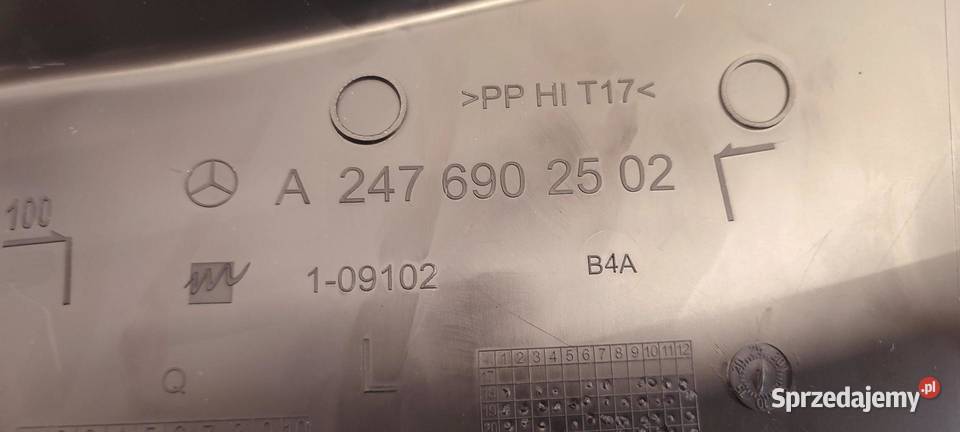 >PP HI T17<
A 247 690 25 02
100
1-09102
B4A
L
Q
1 2 3 4 5 6 7 8 9 10 11 12
Sprzedajemy.pl